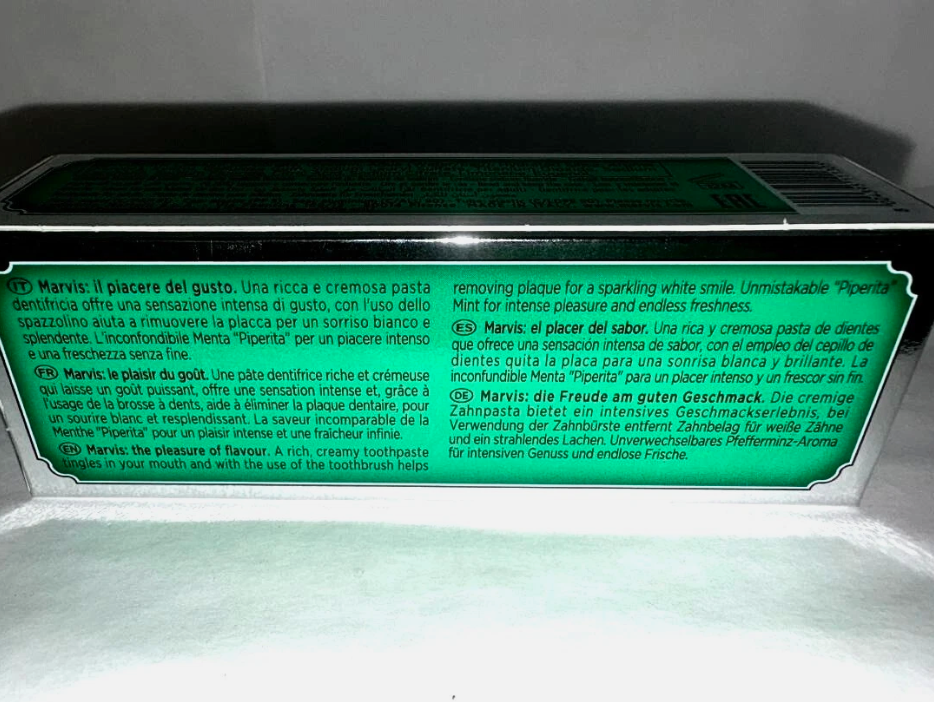 IT Marvis: il piacere del gusto. Una ricca e cremosa pasta
dentifricia offre una sensazione intensa di gusto, con l'uso dello
spazzolino aiuta a rimuovere la placca per un sorriso bianco e
splendente. L'inconfondibile Menta "Piperita" per un piacere intenso
e una freschezza senza fine.
FR Marvis: le plaisir du goût. Une pâte dentifrice riche et crémeuse
qui laisse un goût puissant, offre une sensation intense et, grâce à
l'usage de la brosse à dents, aide à éliminer la plaque dentaire, pour
un sourire blanc et resplendissant. La saveur incomparable de la
Menthe "Piperita" pour un plaisir intense et une fraîcheur infinie.
EN Marvis: the pleasure of flavour. A rich, creamy toothpaste
tingles in your mouth and with the use of the toothbrush helps
removing plaque for a sparkling white smile. Unmistakable "Piperita"
Mint for intense pleasure and endless freshness.
ES Marvis: el placer del sabor. Una rica y cremosa pasta de dientes
que ofrece una sensación intensa de sabor, con el empleo del cepillo de
dientes quita la placa para una sonrisa blanca y brillante. La
inconfundible Menta "Piperita" para un placer intenso y un frescor sin fin.
DE Marvis: die Freude am guten Geschmack. Die cremige
Zahnpasta bietet ein intensives Geschmackserlebnis, bei
Verwendung der Zahnbürste entfernt Zahnbelag für weiße Zähne
und ein strahlendes Lachen. Unverwechselbares Pfefferminz-Aroma
für intensiven Genuss und endlose Frische.